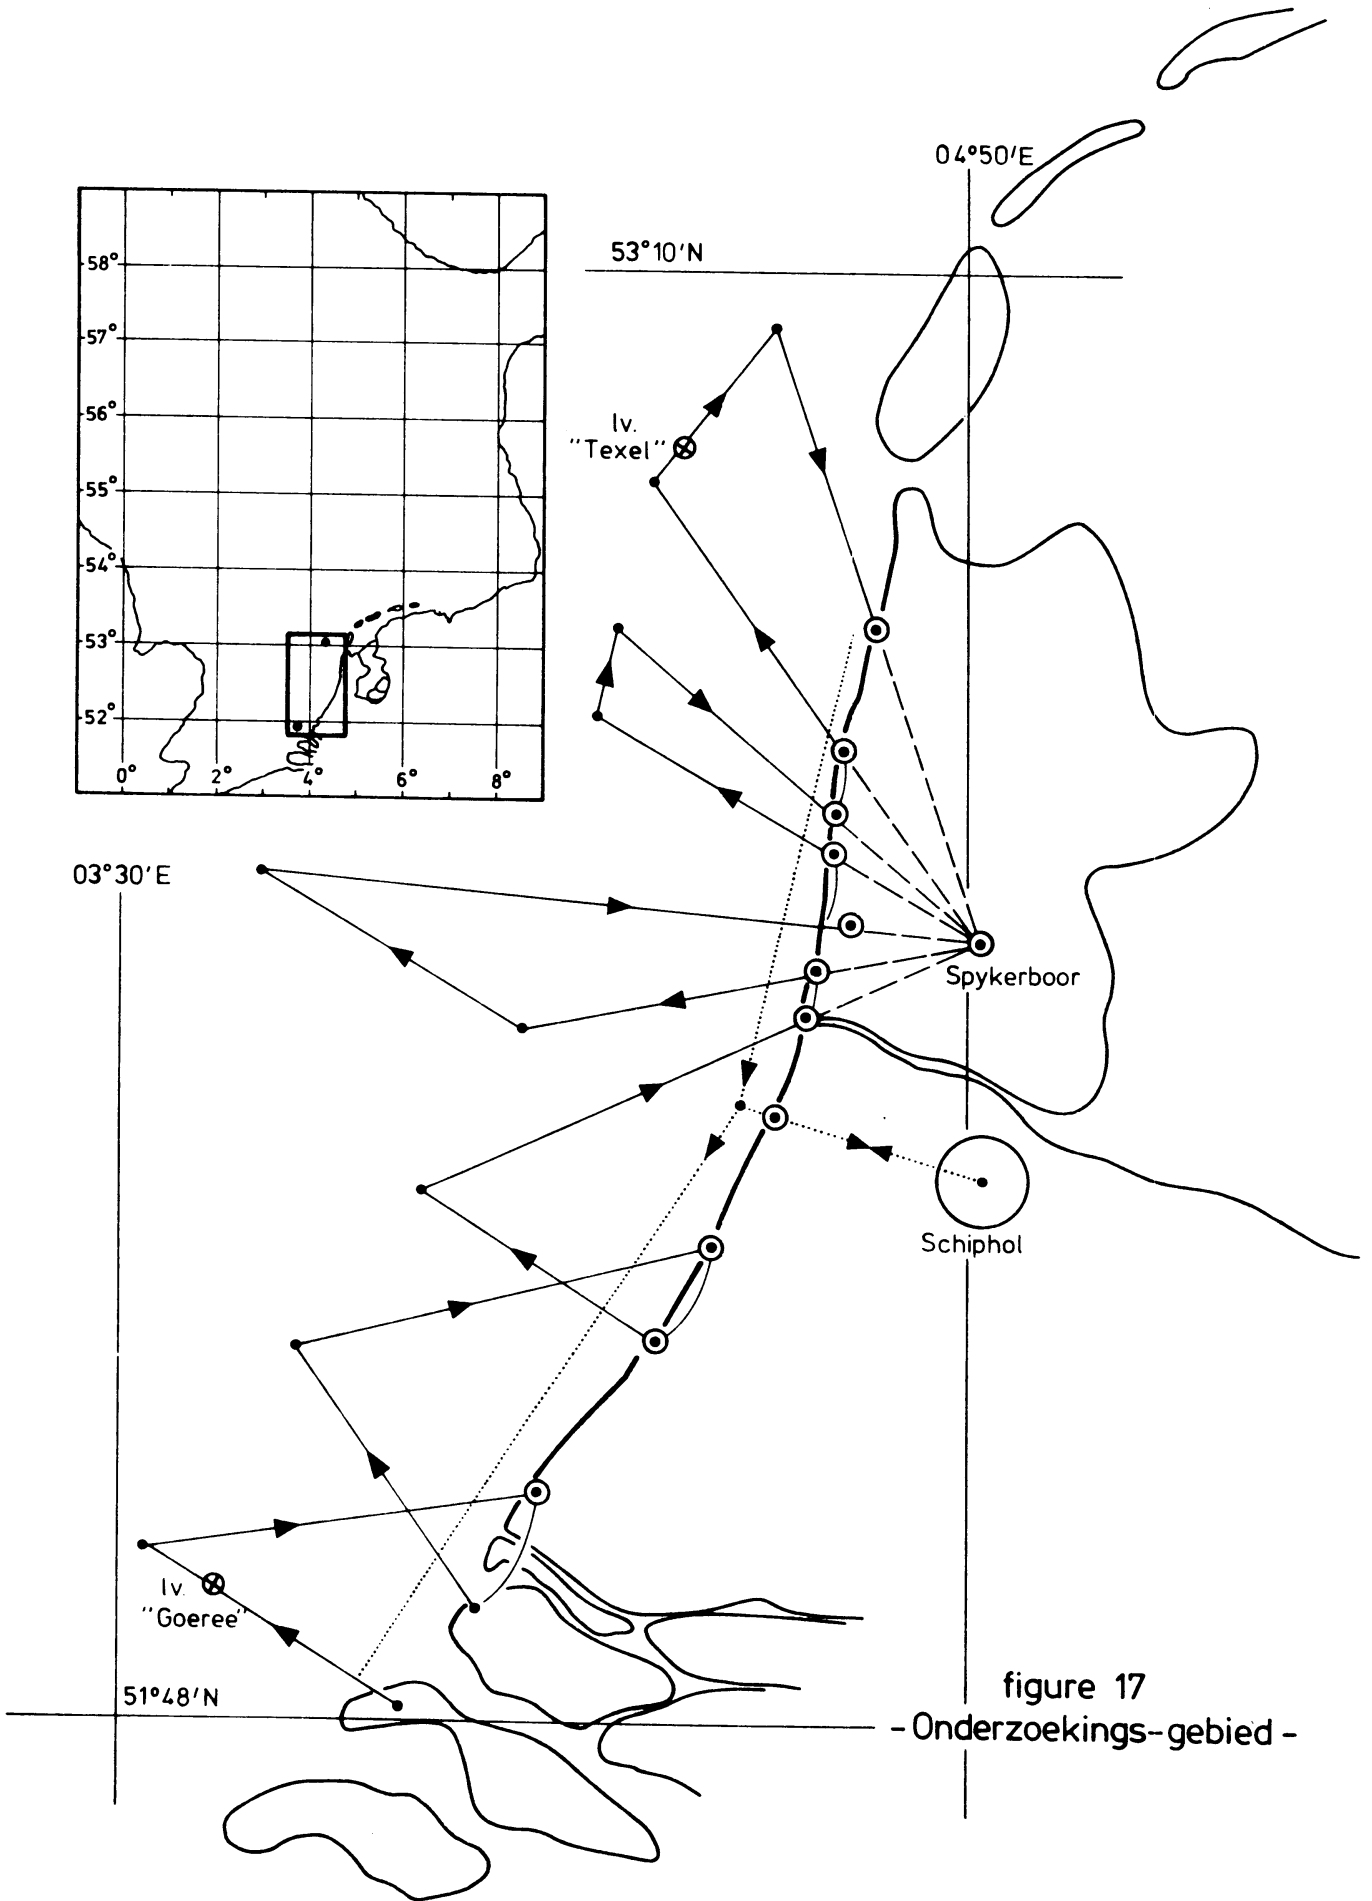 04°50'E
53°10'N
58°
57°
56°
55°
54°
53°
52°
0°
2°
4°
6°
8°
lv.
"Texel"
03°30'E
Spykerboor
Schiphol
lv.
"Goeree"
51°48'N
figure 17
- Onderzoekings-gebied -